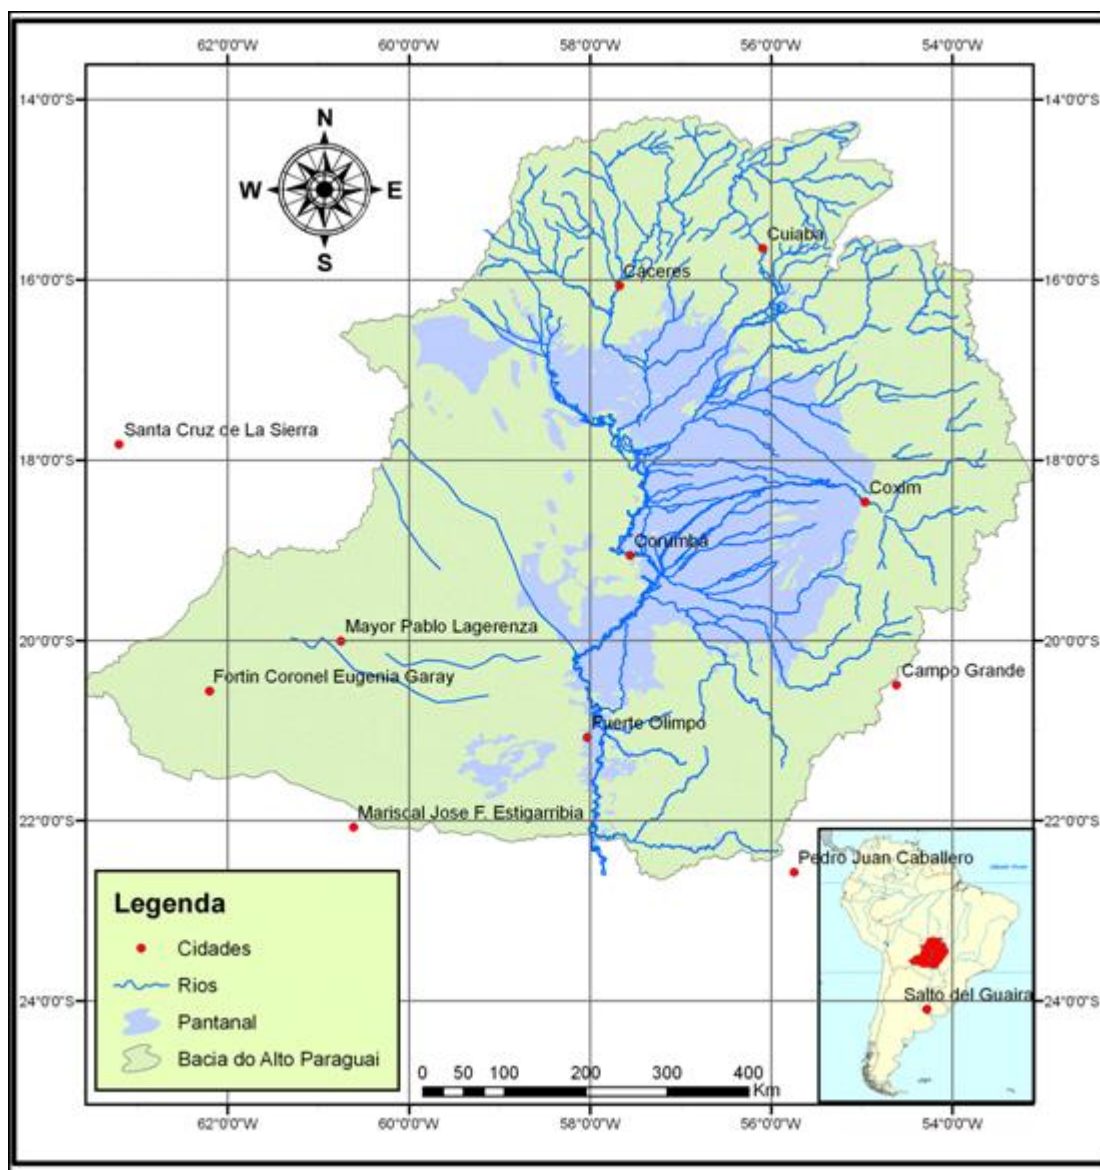 62°0'0"W 60°0'0"W 58°0'0"W 56°0'0"W 54°0'0"W
14°0'0"S 14°0'0"S
N
W E
S
Cuiaba
Caceres
16°0'0"S 16°0'0"S
Santa Cruz de La Sierra
18°0'0"S 18°0'0"S
Coxim
Corumba
Mayor Pablo Lagerenza
20°0'0"S 20°0'0"S
Fortin Coronel Eugenia Garay
Campo Grande
Fuerte Olimpo
Mariscal Jose F. Estigarribia
22°0'0"S 22°0'0"S
Pedro Juan Caballero
Legenda
Cidades
Rios
Pantanal
Bacia do Alto Paraguai
Salto del Guaira
24°0'0"S 24°0'0"S
0 50 100 200 300 400
Km
62°0'0"W 60°0'0"W 58°0'0"W 56°0'0"W 54°0'0"W